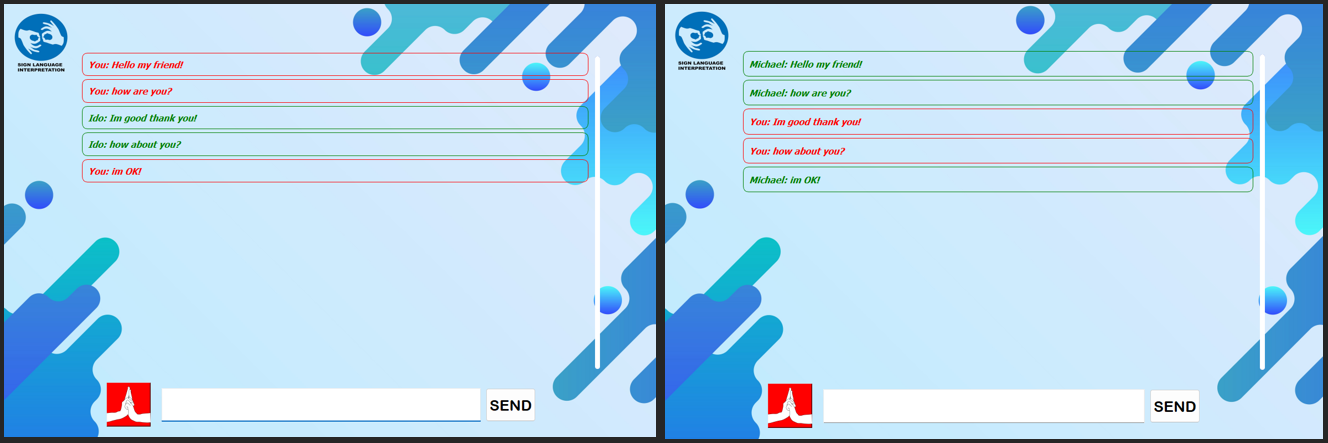 SIGN LANGUAGE
INTERPRETATION
You: Hello my friend!
You: how are you?
Ido: Im good thank you!
Ido: how about you?
You: im OK!
SEND
SIGN LANGUAGE
INTERPRETATION
Michael: Hello my friend!
Michael: how are you?
You: Im good thank you!
You: how about you?
Michael: im OK!
SEND